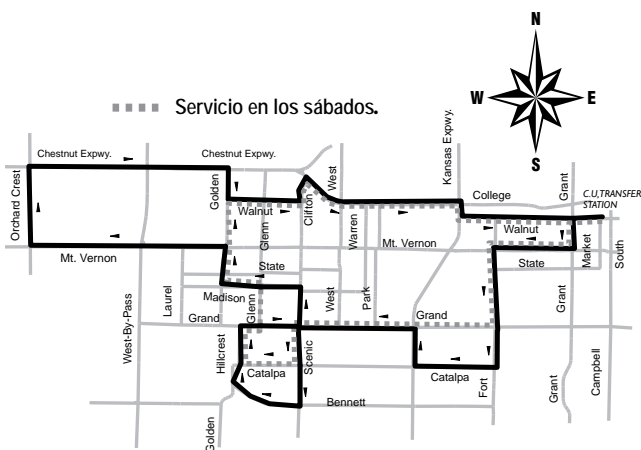 N
W E
S
Servicio en los sábados.
Chestnut Expwy.
Chestnut Expwy.
Orchard Crest
Golden
Walnut
Glenn
Clifton
West
Warren
Kansas Expwy.
College
Grant
C.U,TRANSFER
STATION
Walnut
Mt. Vernon
Mt. Vernon
State
State
Market
South
Madison
Laurel
West-By-Pass
Grand
Glenn
West
Park
Grand
Grant
Hillcrest
Scenic
Catalpa
Catalpa
Fort
Bennett
Golden
Grant
Campbell